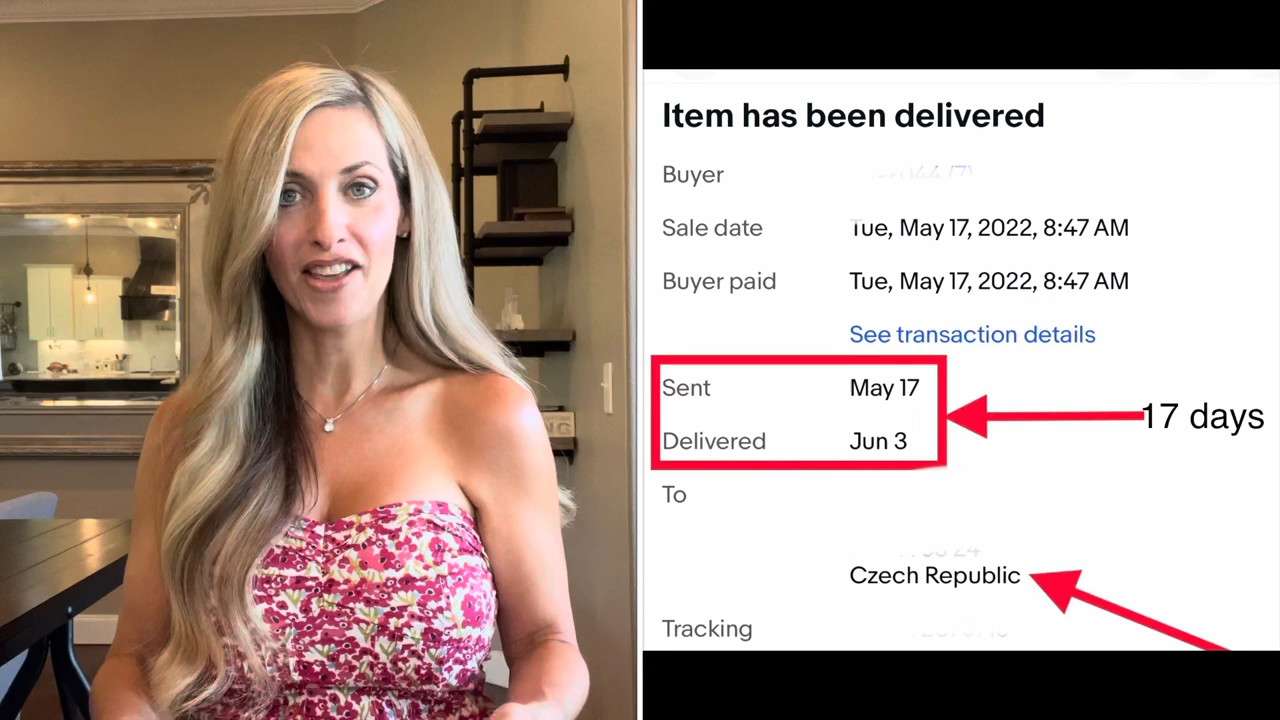 Item has been delivered
Buyer
Sale date Tue, May 17, 2022, 8:47 AM
Buyer paid Tue, May 17, 2022, 8:47 AM
See transaction details
Sent May 17
Delivered Jun 3
17 days
To
Czech Republic
Tracking
NG